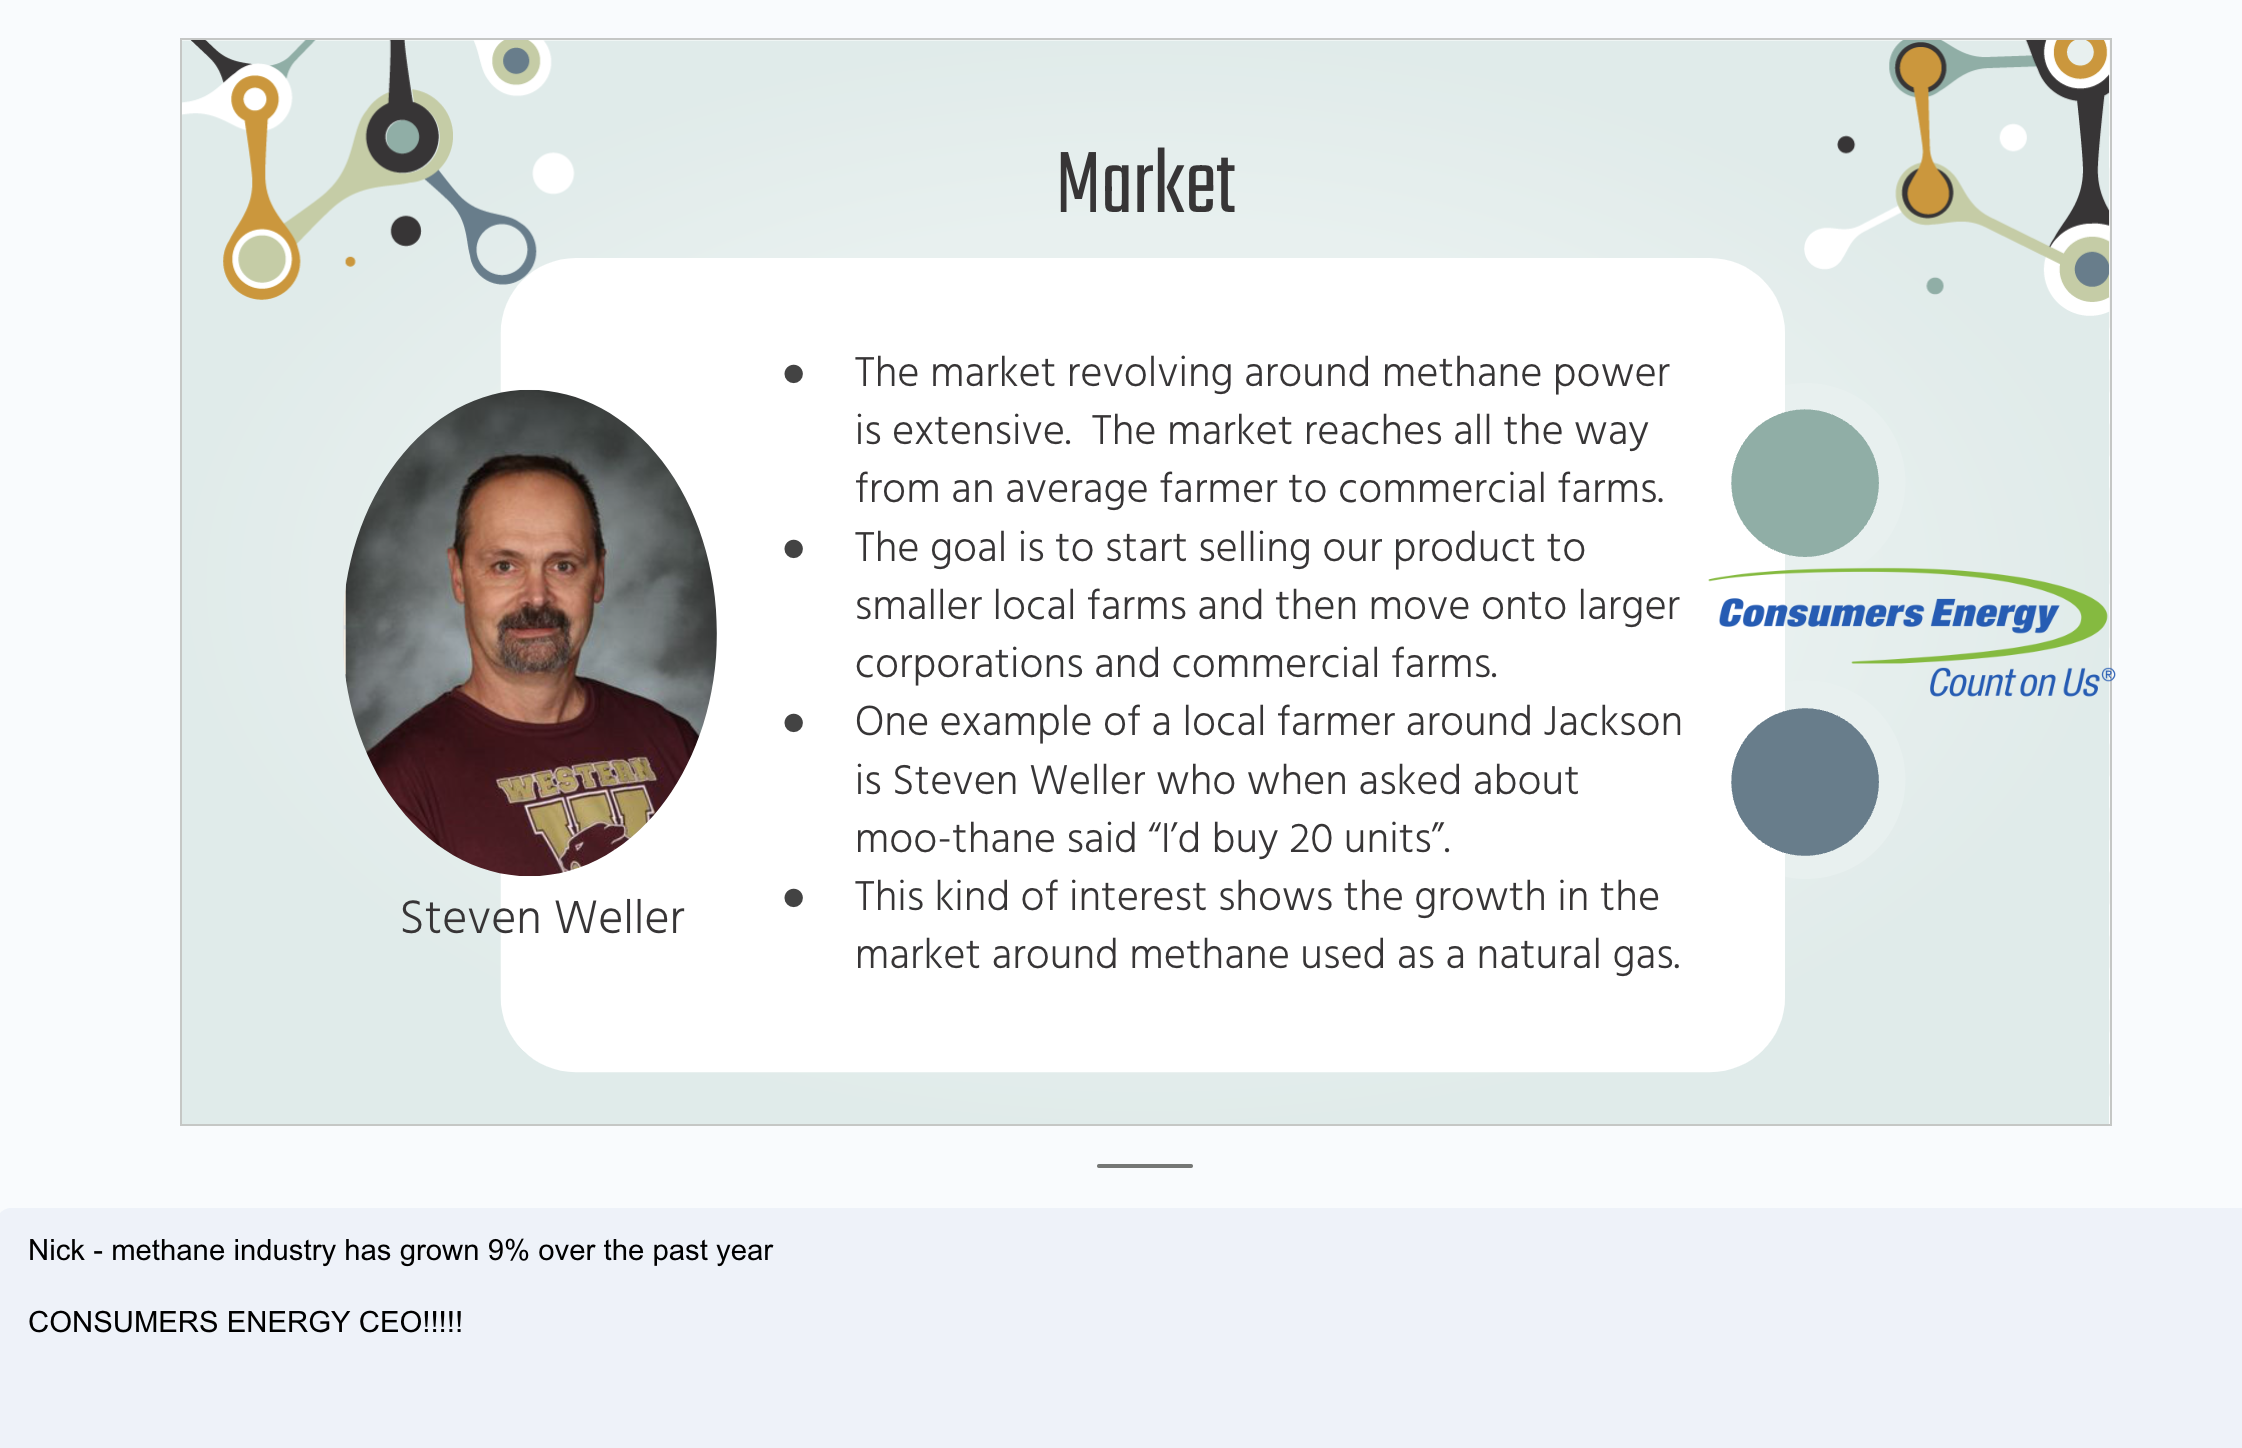 Market
The market revolving around methane power
is extensive.  The market reaches all the way
from an average farmer to commercial farms.
The goal is to start selling our product to
smaller local farms and then move onto larger
corporations and commercial farms.
One example of a local farmer around Jackson
is Steven Weller who when asked about
moo-thane said “I’d buy 20 units”.
This kind of interest shows the growth in the
market around methane used as a natural gas.
WESTERN
W
Steven Weller
Consumers Energy
Count on Us®
Nick - methane industry has grown 9% over the past year
CONSUMERS ENERGY CEO!!!!!